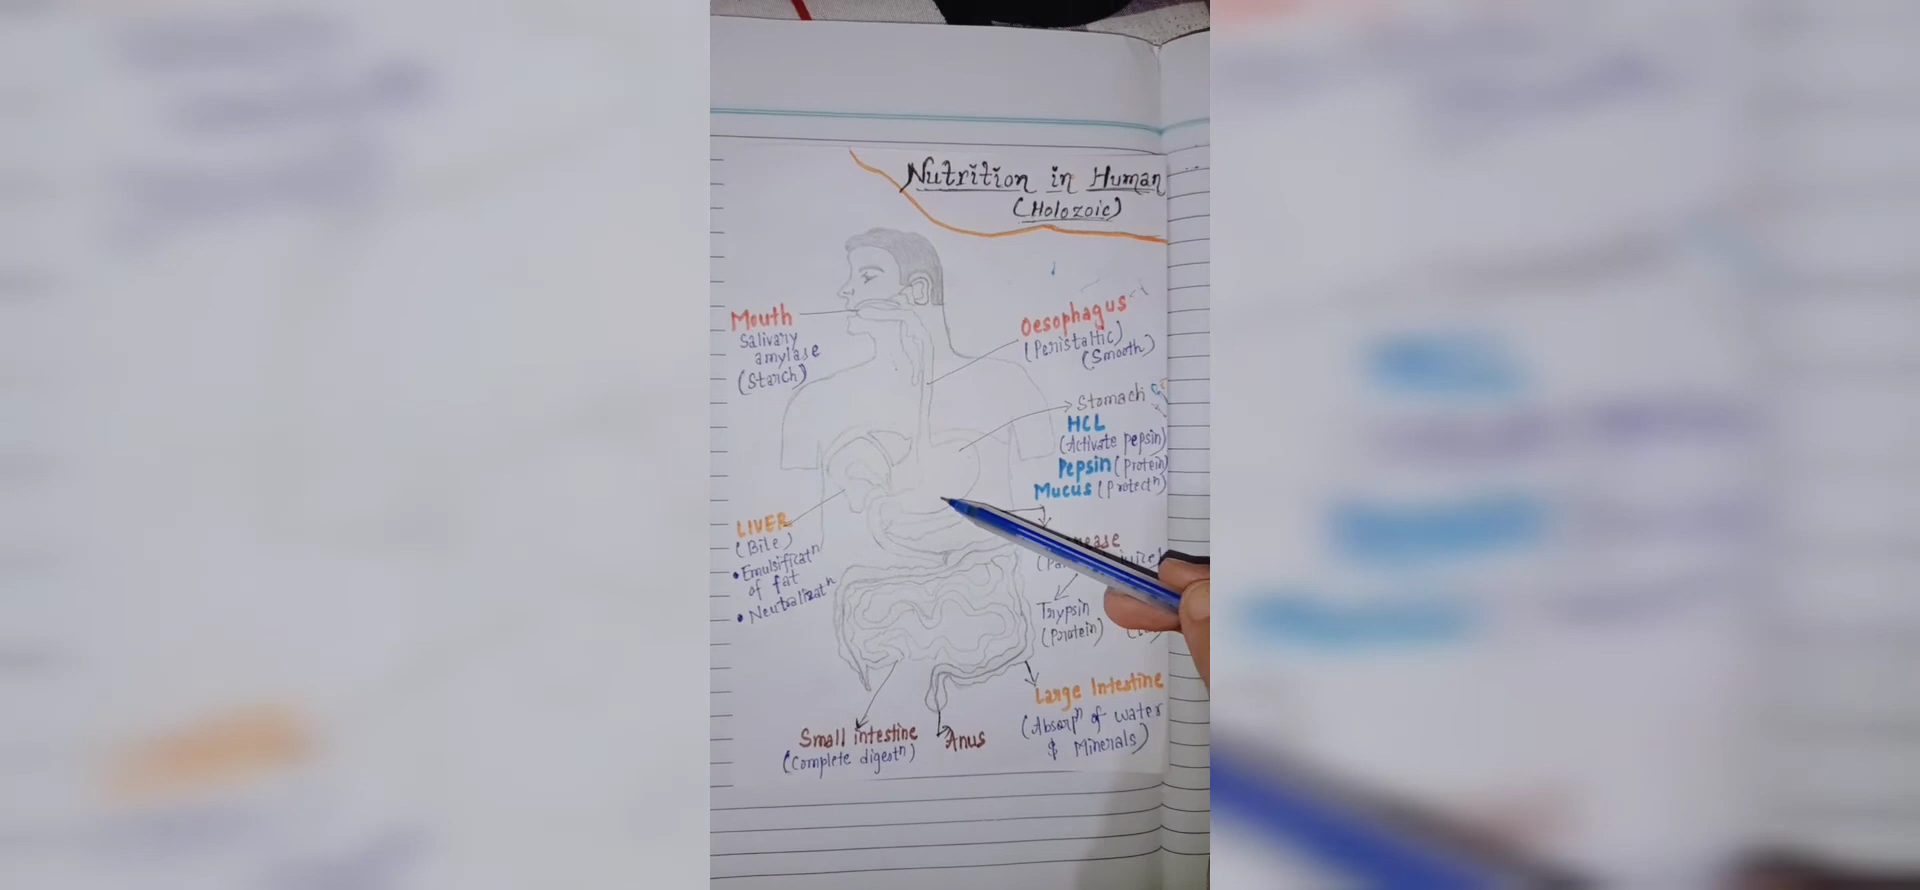 Nutrition in Human
(Holozoic)
Mouth
Salivary
amylase
(Starch)
Oesophagus
(Peristaltic)
(Smooth)
Stomach
HCL
(Activate pepsin)
Pepsin (Protein)
Mucus (Protectn)
LIVER
(Bile)
• Emulsificatn
of fat
• Neutralizatn
Trypsin
(Protein)
Large Intestine
(Absorpn of water
& Minerals)
Small intestine
(Complete digestn)
Anus